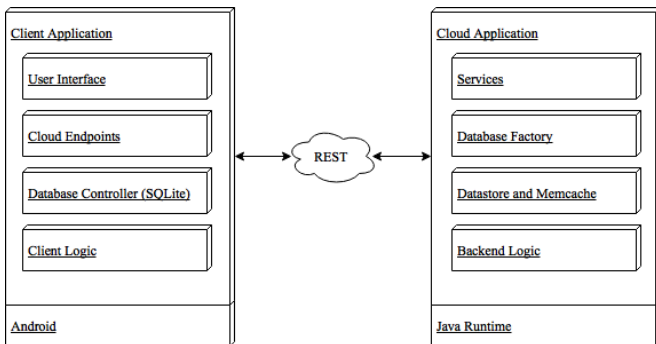 Client Application
User Interface
Cloud Endpoints
Database Controller (SQLite)
Client Logic
Android
REST
Cloud Application
Services
Database Factory
Datastore and Memcache
Backend Logic
Java Runtime